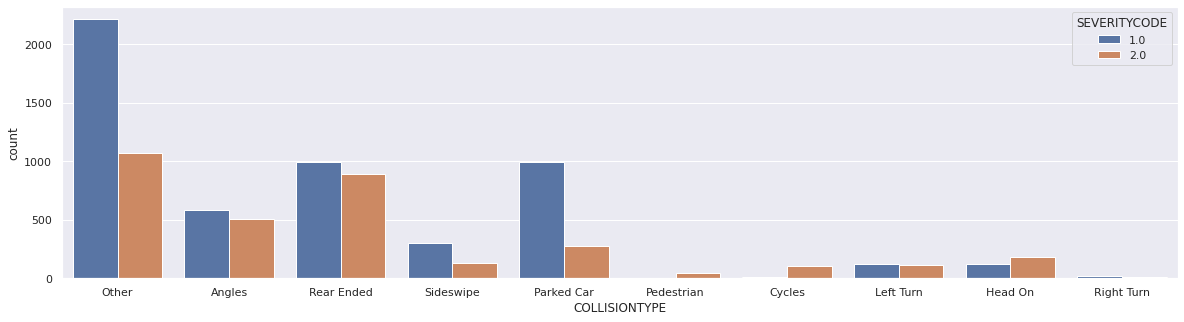 SEVERITYCODE
1.0
2.0
2000
1500
1000
500
0
count
Other Angles Rear Ended Sideswipe Parked Car Pedestrian Cycles Left Turn Head On Right Turn
COLLISIONTYPE